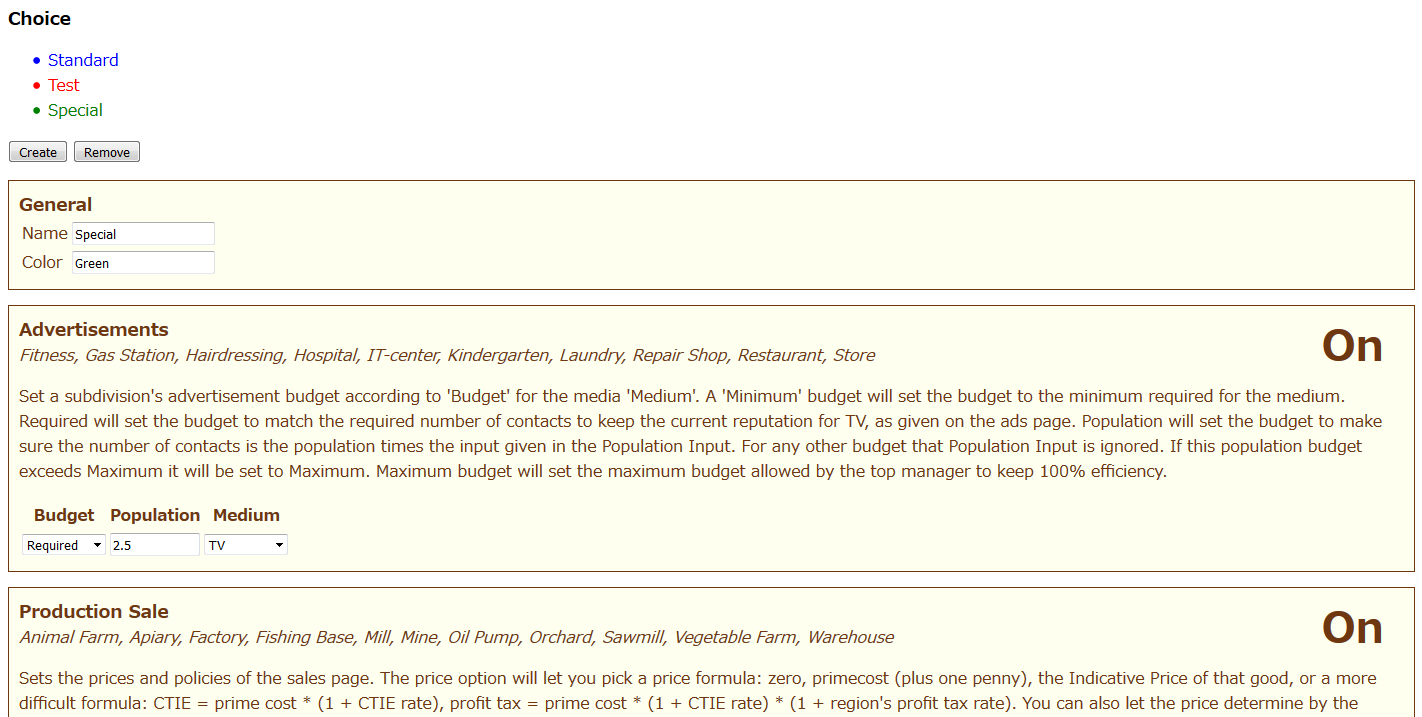 Choice
Standard
Test
Special
Create Remove
General
Name Special
Color Green
Advertisements
On
Fitness, Gas Station, Hairdressing, Hospital, IT-center, Kindergarten, Laundry, Repair Shop, Restaurant, Store
Set a subdivision's advertisement budget according to 'Budget' for the media 'Medium'. A 'Minimum' budget will set the budget to the minimum required for the medium.
Required will set the budget to match the required number of contacts to keep the current reputation for TV, as given on the ads page. Population will set the budget to make
sure the number of contacts is the population times the input given in the Population Input. For any other budget that Population Input is ignored. If this population budget
exceeds Maximum it will be set to Maximum. Maximum budget will set the maximum budget allowed by the top manager to keep 100% efficiency.
Budget Population Medium
Required 2.5 TV
Production Sale
On
Animal Farm, Apiary, Factory, Fishing Base, Mill, Mine, Oil Pump, Orchard, Sawmill, Vegetable Farm, Warehouse
Sets the prices and policies of the sales page. The price option will let you pick a price formula: zero, primecost (plus one penny), the Indicative Price of that good, or a more
difficult formula: CTIE = prime cost * (1 + CTIE rate), profit tax = prime cost * (1 + CTIE rate) * (1 + region's profit tax rate). You can also let the price determine by the